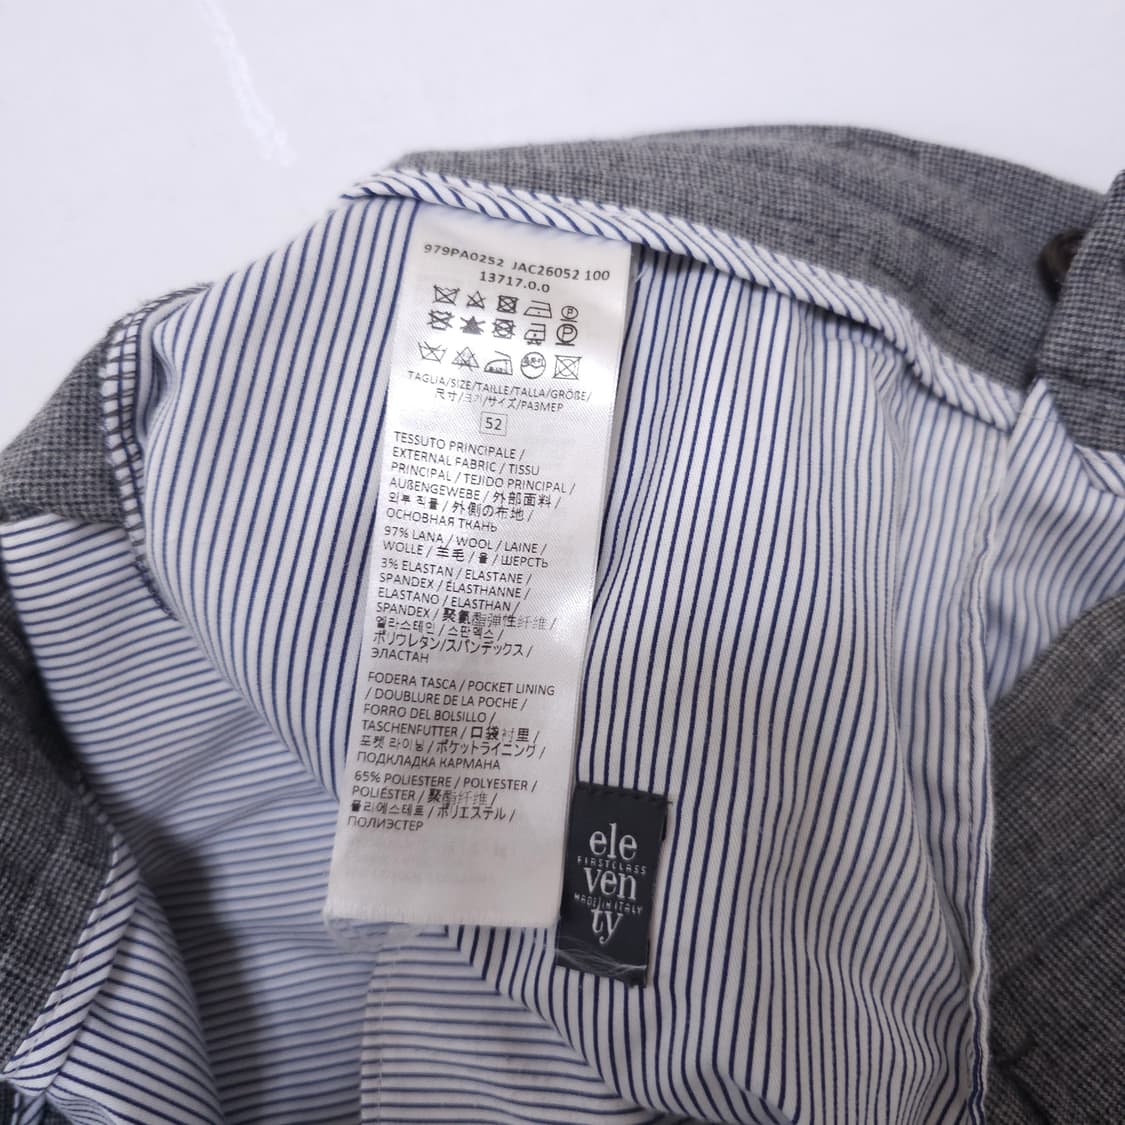 979PA0252 JAC26052 100
13717.0.0
TAGLIA/SIZE/TAILLE/TALLA/GRÖßE/
尺寸/크기/サイズ/РАЗМЕР
52
TESSUTO PRINCIPALE /
EXTERNAL FABRIC / TISSU
PRINCIPAL / TEJIDO PRINCIPAL /
AUßENGEWEBE / 外部面料 /
외부 직물 / 外側の布地 /
ОСНОВНАЯ ТКАНЬ
97% LANA / WOOL / LAINE /
WOLLE / 羊毛 / 울 / ШЕРСТЬ
3% ELASTAN / ELASTANE /
SPANDEX / ÉLASTHANNE /
ELASTANO / ELASTHAN /
SPANDEX / 聚氨酯弹性纤维 /
엘라스테인 / 스판덱스 /
ポリウレタン/スパンデックス /
ЭЛАСТАН
FODERA TASCA / POCKET LINING
/ DOUBLURE DE LA POCHE /
FORRO DEL BOLSILLO /
TASCHENFUTTER / 口袋衬里 /
포켓 라이닝 / ポケットライニング /
ПОДКЛАДКА КАРМАНА
65% POLIESTERE / POLYESTER /
POLIÉSTER / 聚酯纤维 /
폴리에스테르 / ポリエステル /
ПОЛИЭСТЕР
ele
FIRSTCLASS
ven
MADE IN ITALY
ty